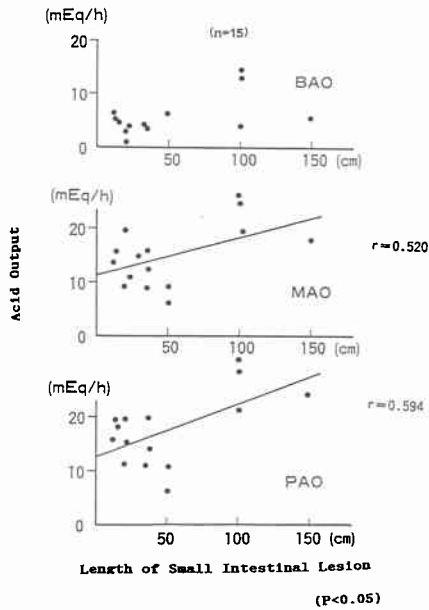 (mEq/h)
(n=15)
20
BAO
10
0
50 100 150 (cm)
(mEq/h)
20
r=0.520
10
MAO
0
50 100 150 (cm)
Acid Output
(mEq/h)
20
r=0.594
10
PAO
0
50 100 150 (cm)
Length of Small Intestinal Lesion
(P<0.05)